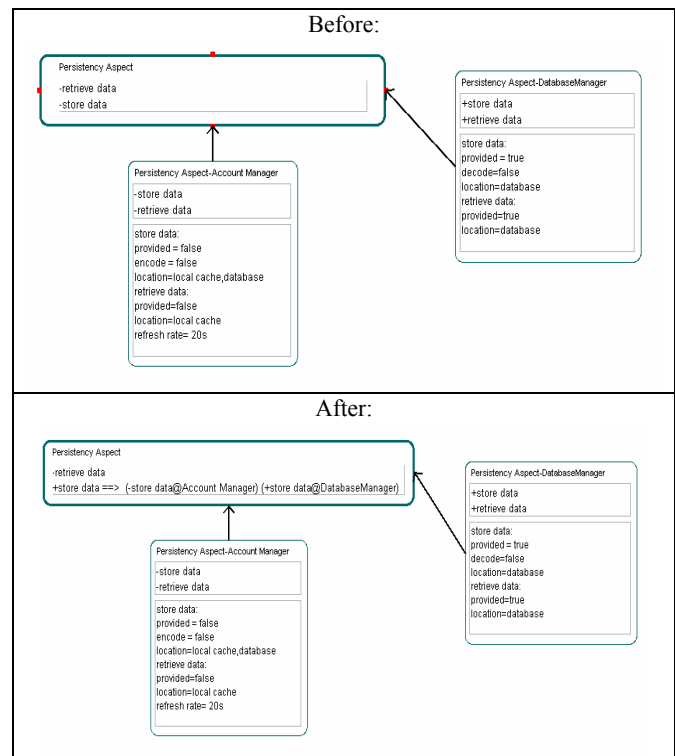 Before:
Persistency Aspect
-retrieve data
-store data
Persistency Aspect-DatabaseManager
+store data
+retrieve data
store data:
provided = true
decode=false
location=database
retrieve data:
provided=true
location=database
Persistency Aspect-Account Manager
-store data
-retrieve data
store data:
provided = false
encode = false
location=local cache,database
retrieve data:
provided=false
location=local cache
refresh rate= 20s
After:
Persistency Aspect
-retrieve data
+store data ==> (-store data@Account Manager) (+store data@DatabaseManager)
Persistency Aspect-DatabaseManager
+store data
+retrieve data
store data:
provided = true
decode=false
location=database
retrieve data:
provided=true
location=database
Persistency Aspect-Account Manager
-store data
-retrieve data
store data:
provided = false
encode = false
location=local cache,database
retrieve data:
provided=false
location=local cache
refresh rate= 20s